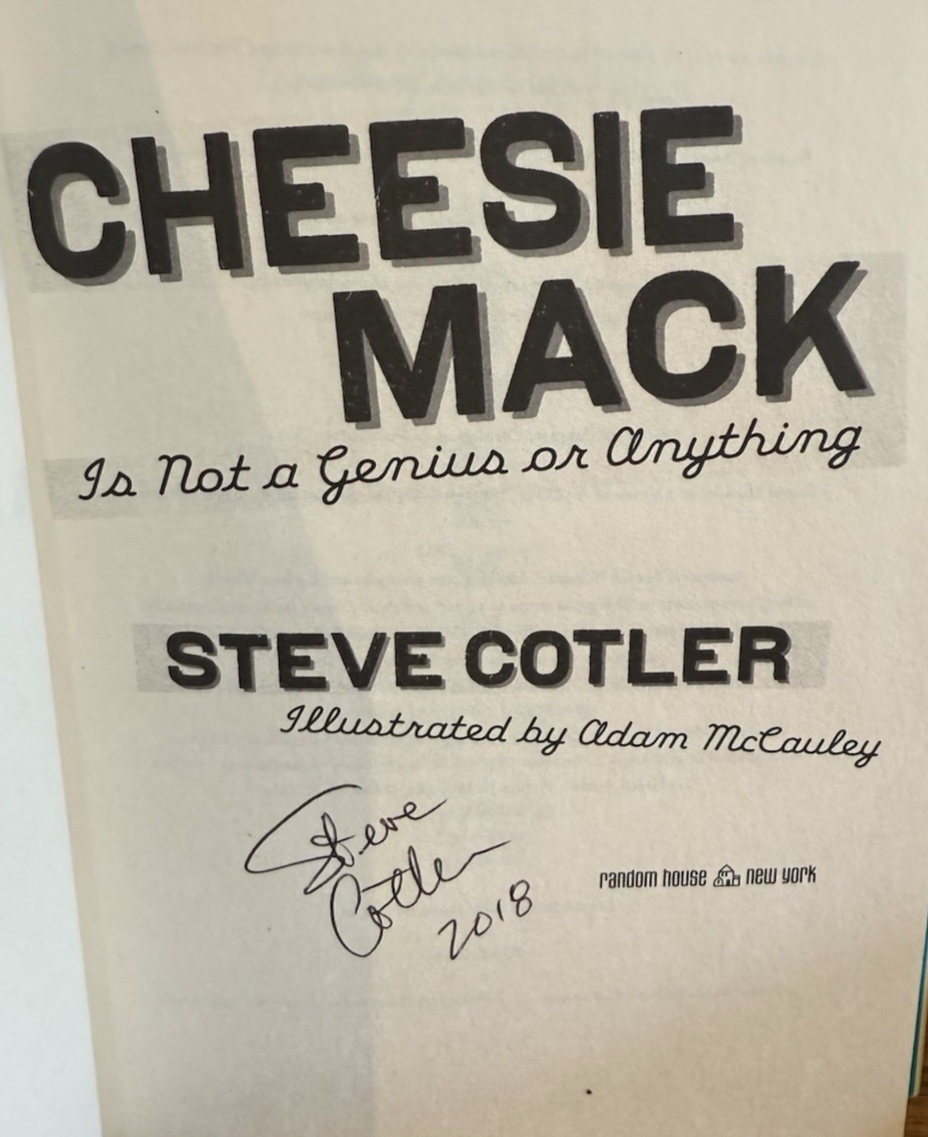 CHEESIE
MACK
Is Not a Genius or Anything
STEVE COTLER
Illustrated by Adam McCauley
Steve
Cotler
2018
random house new york